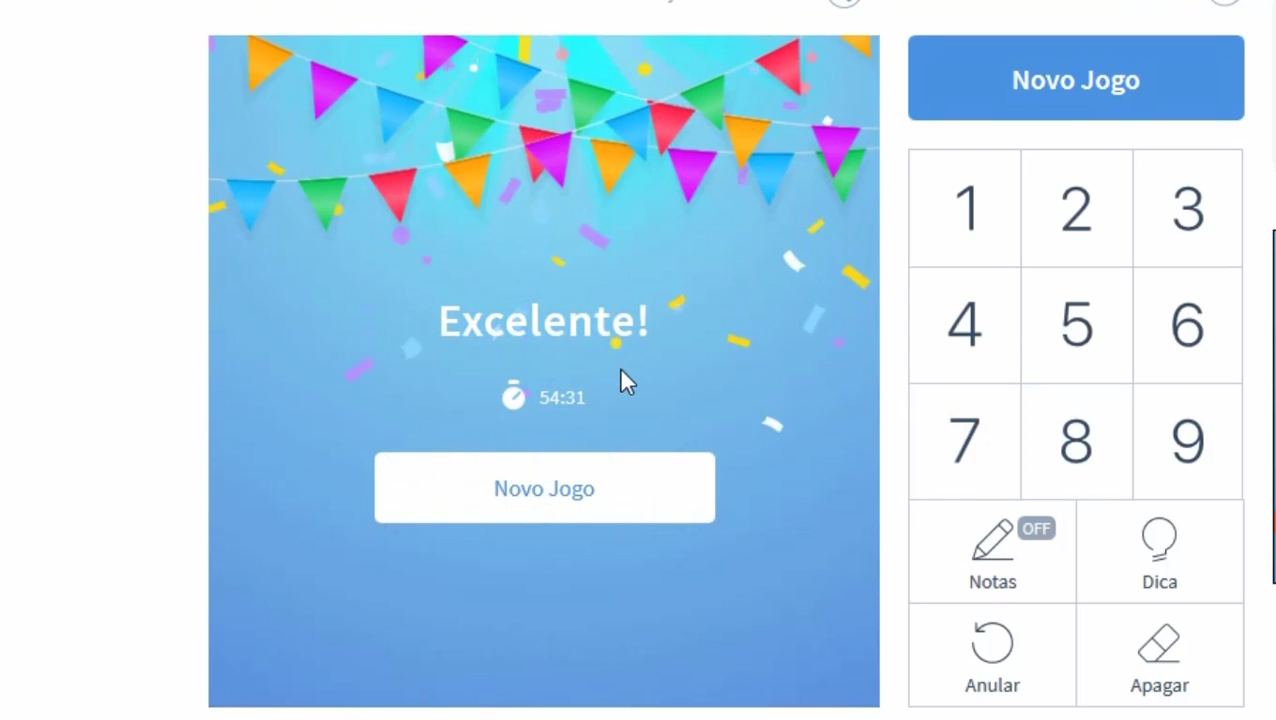 Novo Jogo
Excelente!
54:31
Novo Jogo
1 2 3
4 5 6
7 8 9
OFF
Notas Dica
Anular Apagar